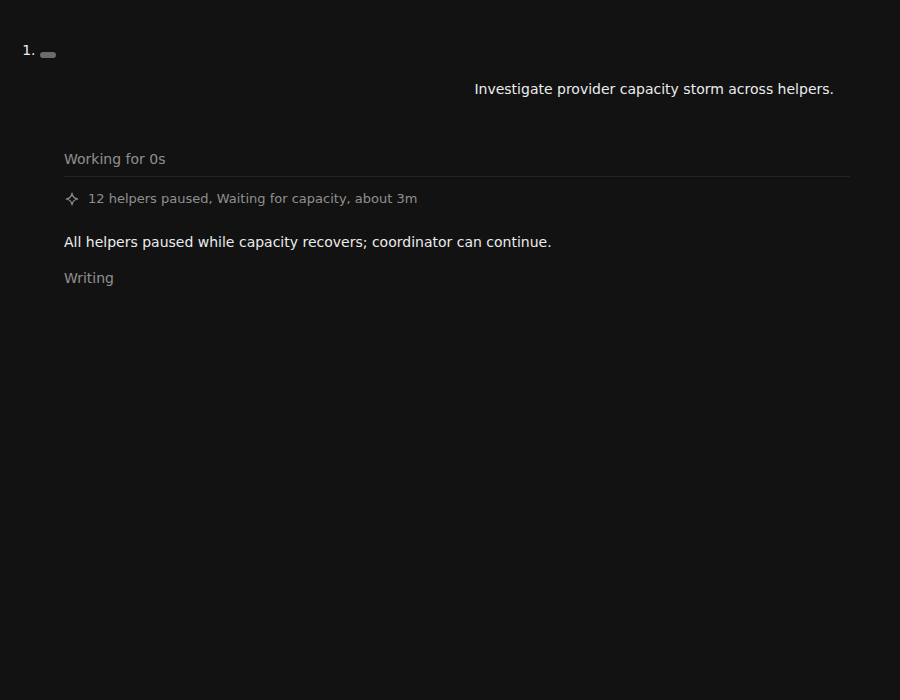 1.
Investigate provider capacity storm across helpers.
Working for 0s
12 helpers paused, Waiting for capacity, about 3m
All helpers paused while capacity recovers; coordinator can continue.
Writing